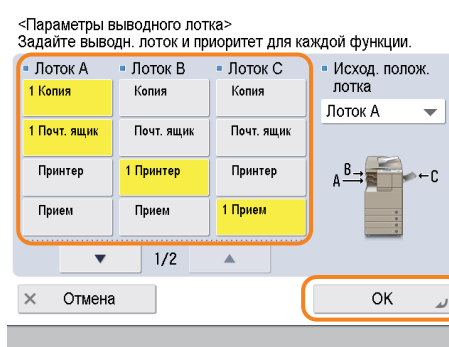 <Параметры выводного лотка>
Задайте выводн. лоток и приоритет для каждой функции.
Лоток A Лоток B Лоток C Исход. полож.
лотка
1 Копия Копия Копия
Лоток A
1 Почт. ящик Почт. ящик Почт. ящик
Принтер 1 Принтер Принтер
B
A C
Прием Прием 1 Прием
1/2
Отмена OK